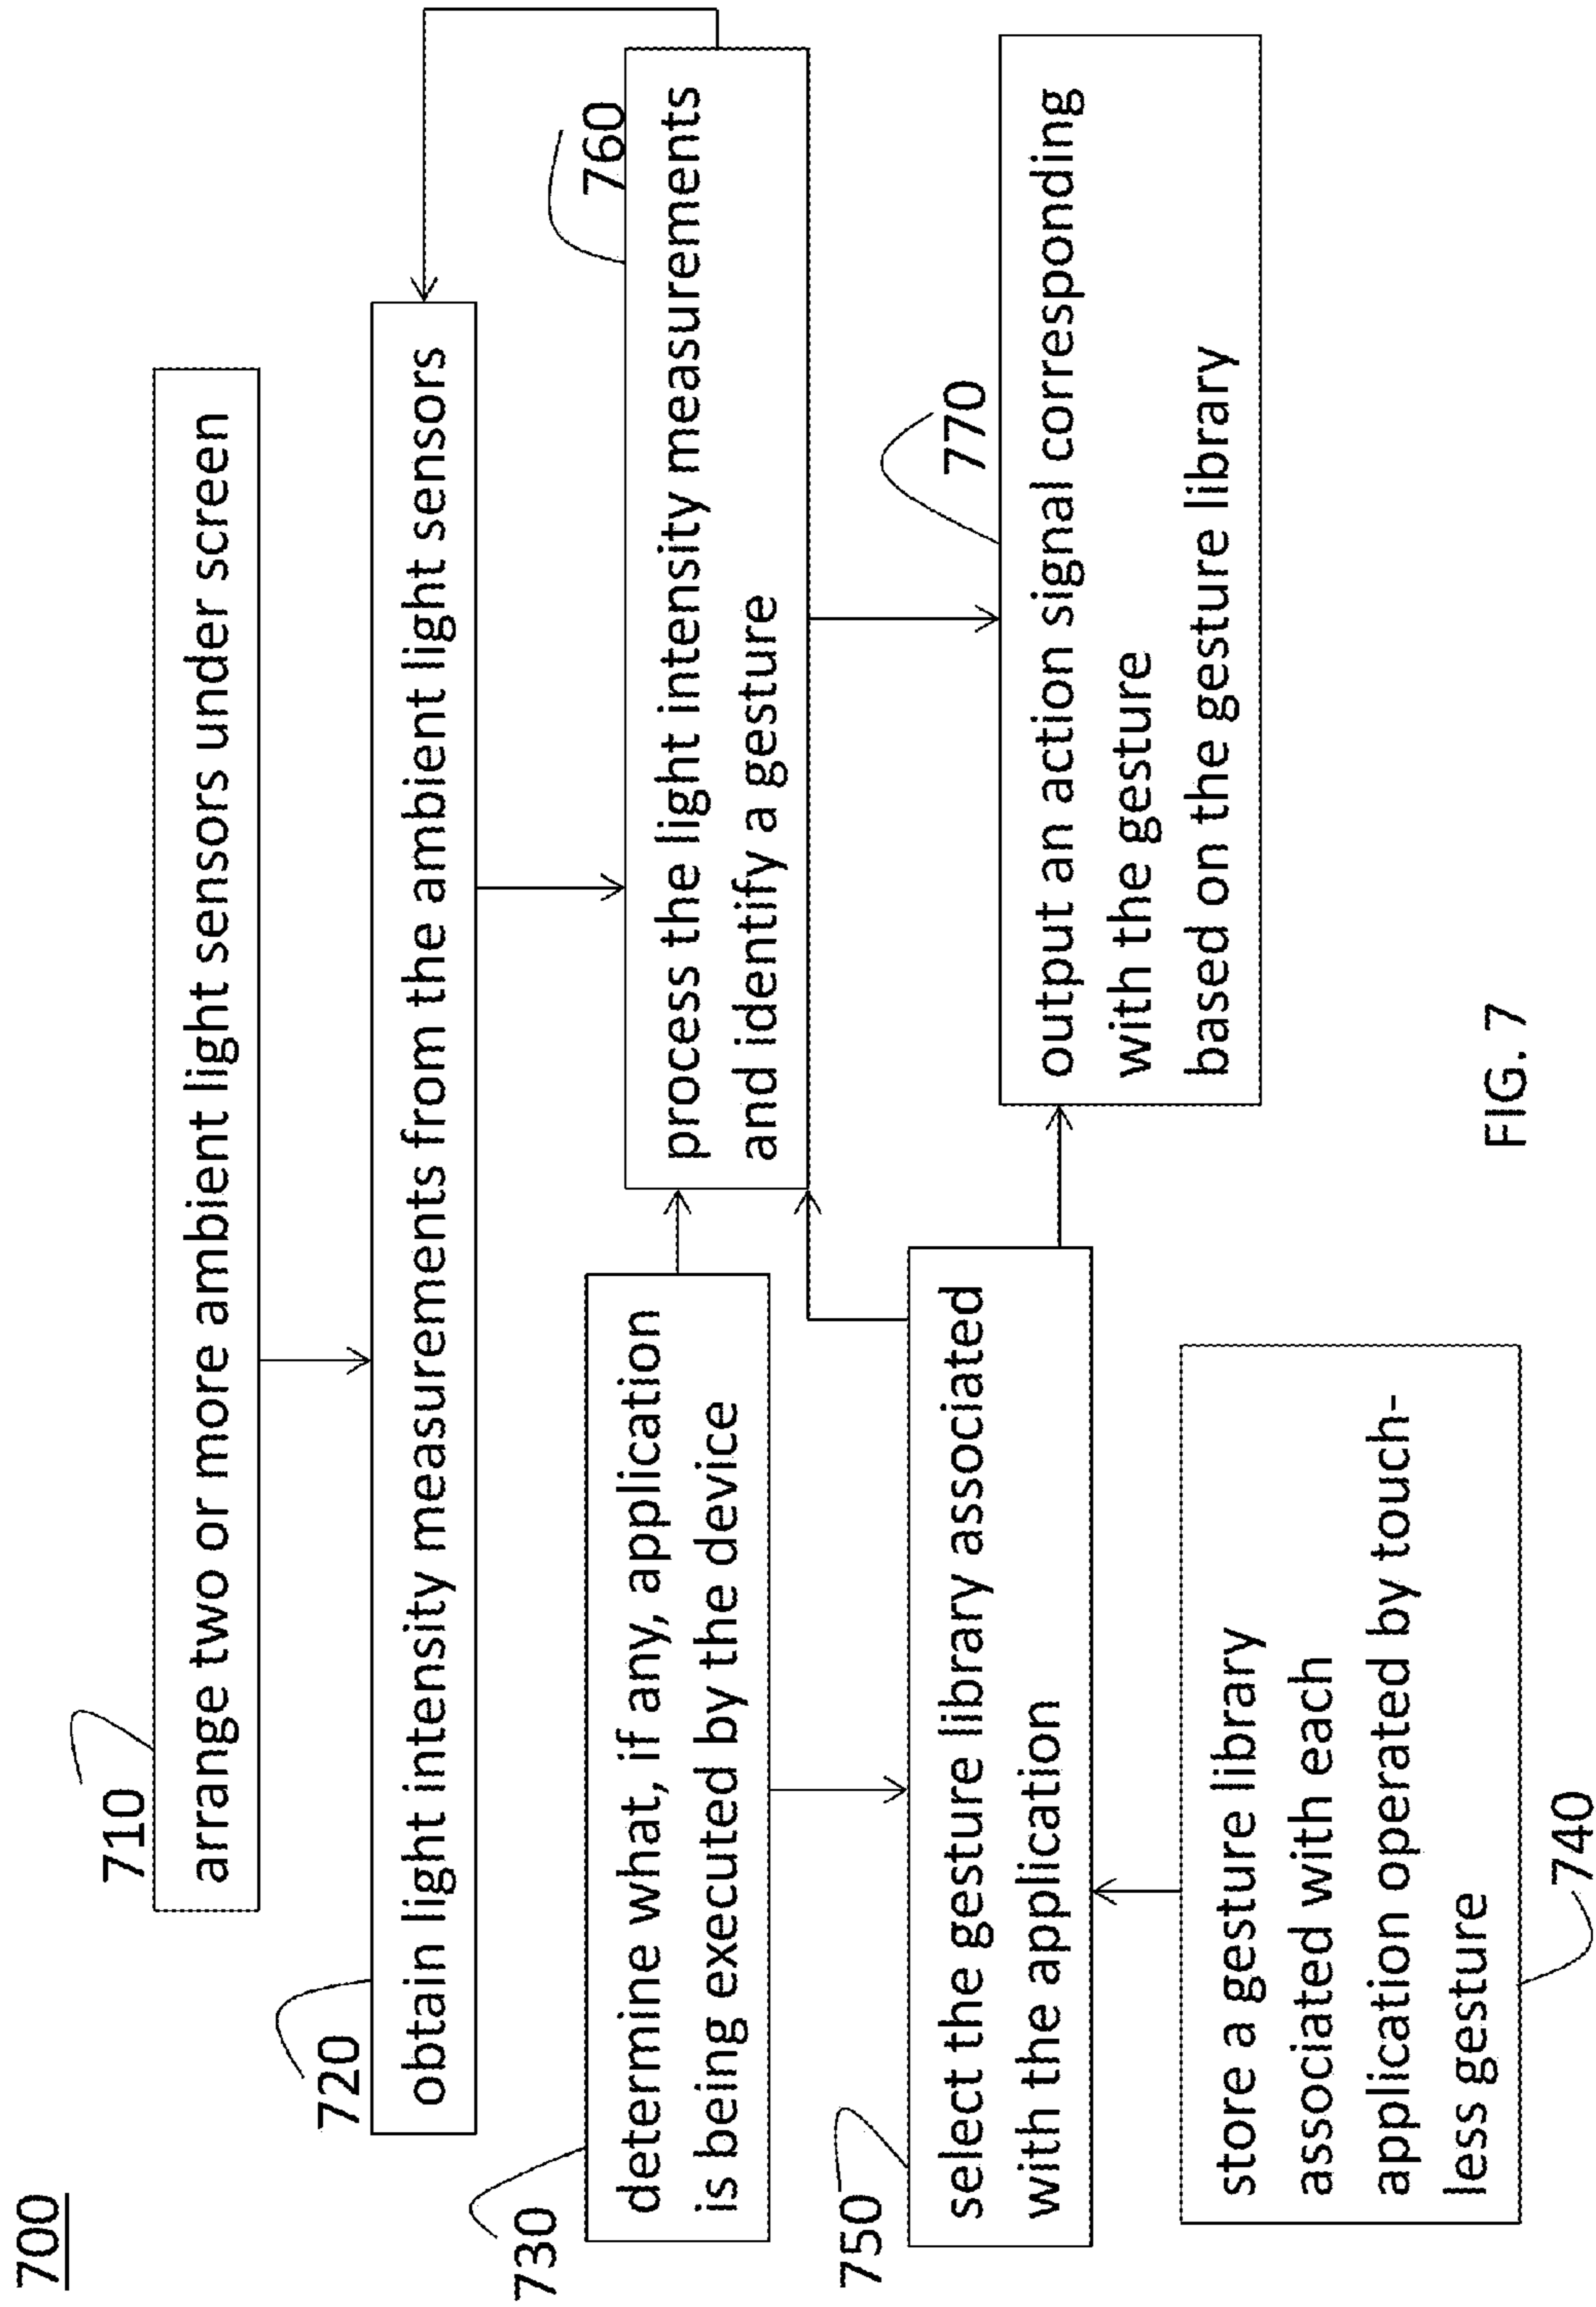 700
710
arrange two or more ambient light sensors under screen
720
obtain light intensity measurements from the ambient light sensors
730
determine what, if any, application
is being executed by the device
760
process the light intensity measurements
and identify a gesture
750
select the gesture library associated
with the application
770
output an action signal corresponding
with the gesture
based on the gesture library
store a gesture library
associated with each
application operated by touch-
less gesture
740
FIG. 7